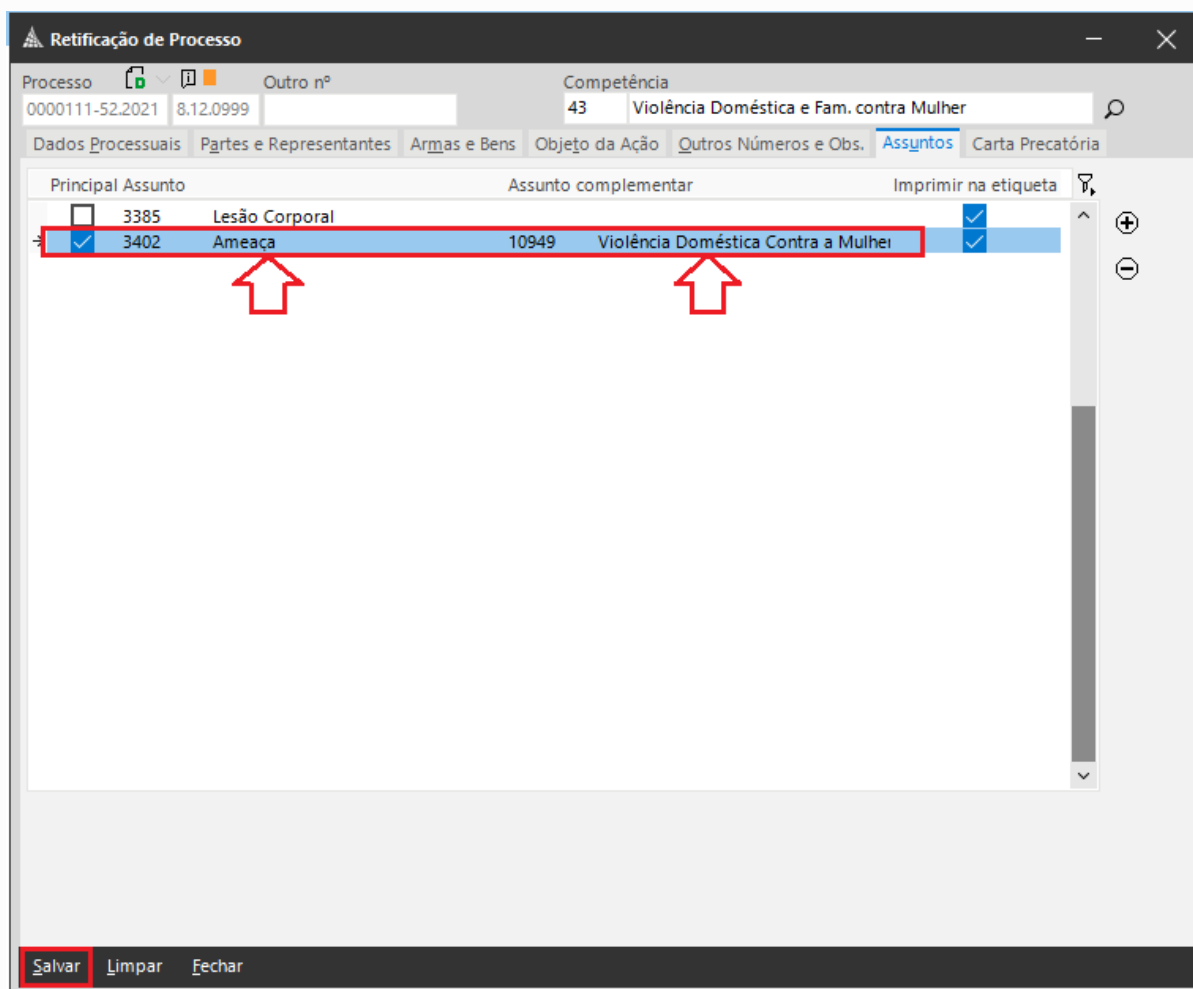 Retificação de Processo
Processo Outro nº Competência
0000111-52.2021 8.12.0999 43 Violência Doméstica e Fam. contra Mulher
Dados Processuais Partes e Representantes Armas e Bens Objeto da Ação Outros Números e Obs. Assuntos Carta Precatória
Principal Assunto Assunto complementar Imprimir na etiqueta
3385 Lesão Corporal
3402 Ameaça 10949 Violência Doméstica Contra a Mulher
Salvar Limpar Fechar